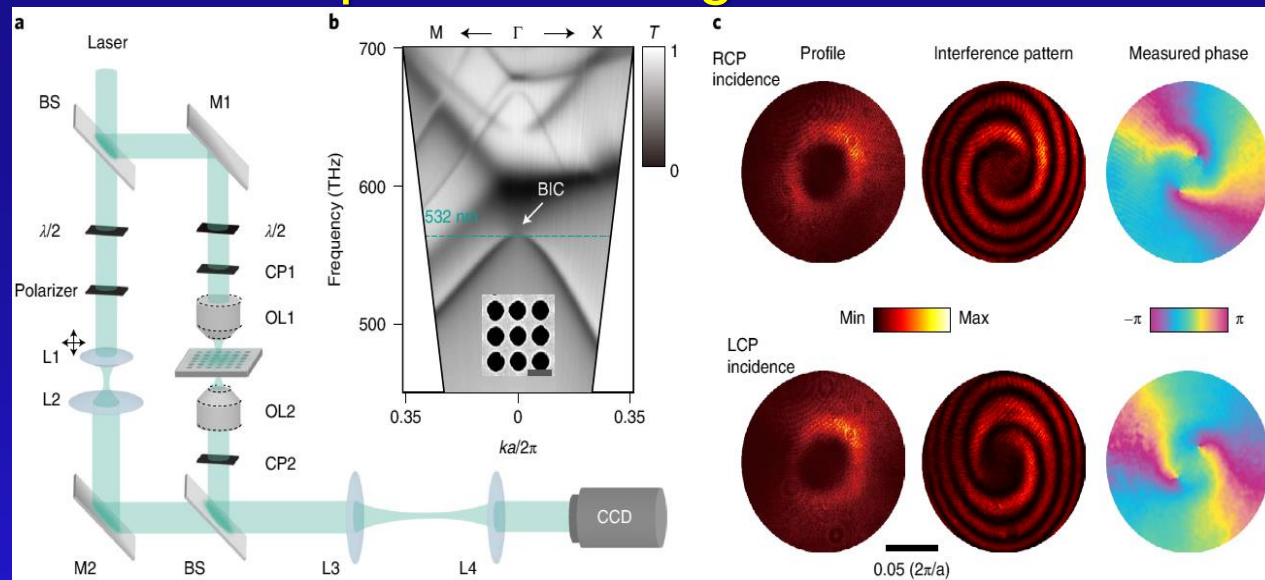 a
Laser
BS
M1
λ/2
λ/2
CP1
Polarizer
OL1
L1
L2
OL2
CP2
M2
BS
L3
L4
CCD
b
M ← Γ → X
T
700
1
0
600
500
Frequency (THz)
BIC
532 nm
0.35
0
0.35
ka/2π
c
Profile
Interference pattern
Measured phase
RCP
incidence
Min
Max
−π
π
LCP
incidence
0.05 (2π/a)